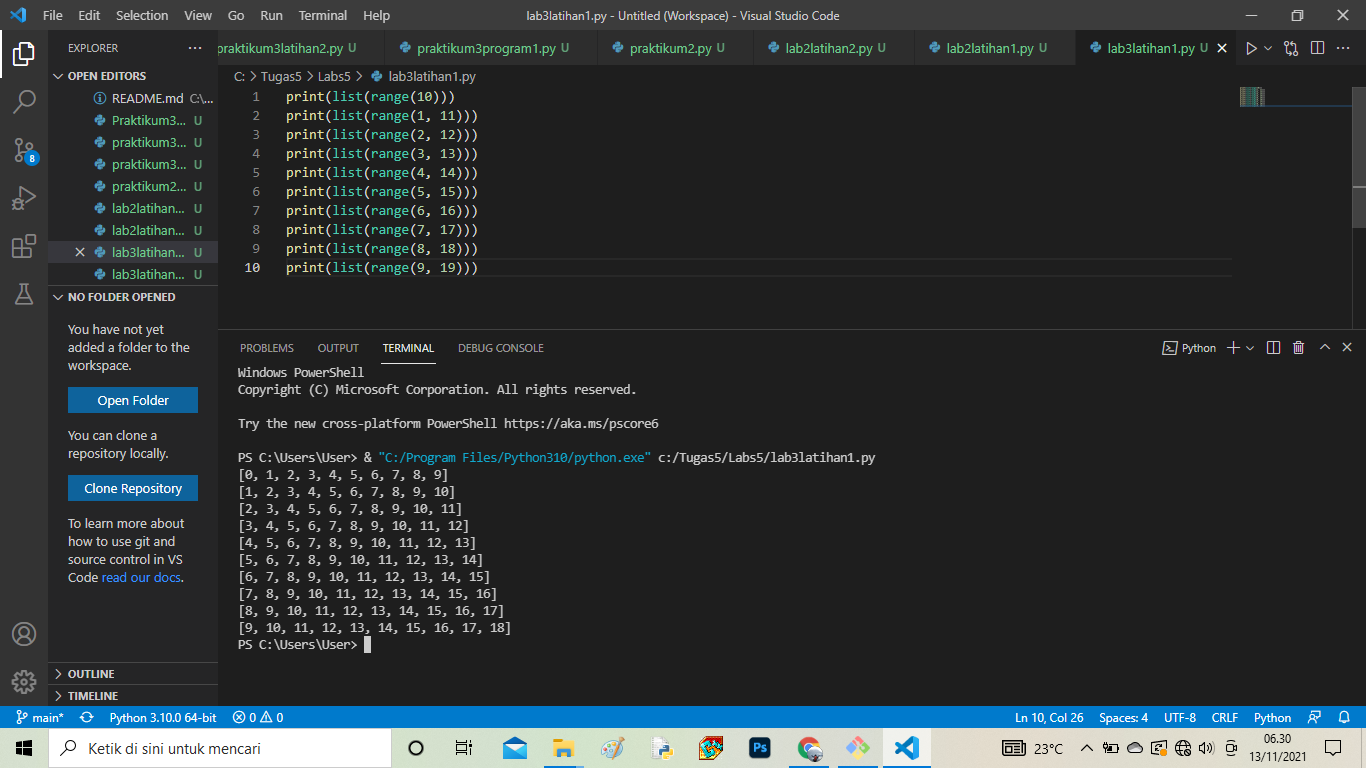 File Edit Selection View Go Run Terminal Help
lab3latihan1.py - Untitled (Workspace) - Visual Studio Code
EXPLORER
praktikum3latihan2.py U
praktikum3program1.py U
praktikum2.py U
lab2latihan2.py U
lab2latihan1.py U
lab3latihan1.py U
OPEN EDITORS
README.md C:\...
Praktikum3... U
praktikum3... U
praktikum3... U
praktikum2... U
lab2latihan... U
lab2latihan... U
lab3latihan... U
lab3latihan... U
NO FOLDER OPENED
You have not yet
added a folder to the
workspace.
Open Folder
You can clone a
repository locally.
Clone Repository
To learn more about
how to use git and
source control in VS
Code read our docs.
OUTLINE
TIMELINE
8
C: > Tugas5 > Labs5 > lab3latihan1.py
1 print(list(range(10)))
2 print(list(range(1, 11)))
3 print(list(range(2, 12)))
4 print(list(range(3, 13)))
5 print(list(range(4, 14)))
6 print(list(range(5, 15)))
7 print(list(range(6, 16)))
8 print(list(range(7, 17)))
9 print(list(range(8, 18)))
10 print(list(range(9, 19)))
PROBLEMS OUTPUT TERMINAL DEBUG CONSOLE
Python
Windows PowerShell
Copyright (C) Microsoft Corporation. All rights reserved.
Try the new cross-platform PowerShell https://aka.ms/pscore6
PS C:\Users\User> & "C:/Program Files/Python310/python.exe" c:/Tugas5/Labs5/lab3latihan1.py
[0, 1, 2, 3, 4, 5, 6, 7, 8, 9]
[1, 2, 3, 4, 5, 6, 7, 8, 9, 10]
[2, 3, 4, 5, 6, 7, 8, 9, 10, 11]
[3, 4, 5, 6, 7, 8, 9, 10, 11, 12]
[4, 5, 6, 7, 8, 9, 10, 11, 12, 13]
[5, 6, 7, 8, 9, 10, 11, 12, 13, 14]
[6, 7, 8, 9, 10, 11, 12, 13, 14, 15]
[7, 8, 9, 10, 11, 12, 13, 14, 15, 16]
[8, 9, 10, 11, 12, 13, 14, 15, 16, 17]
[9, 10, 11, 12, 13, 14, 15, 16, 17, 18]
PS C:\Users\User>
main* Python 3.10.0 64-bit 0 0
Ln 10, Col 26 Spaces: 4 UTF-8 CRLF Python
Ketik di sini untuk mencari
Ps
23°C
06.30
13/11/2021